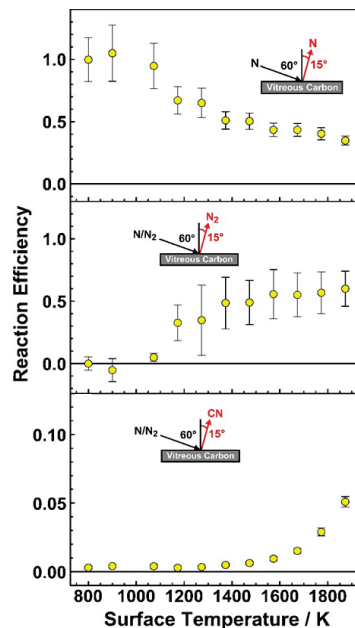 Reaction Efficiency
1.0
0.5
0.0
N
N
60°
15°
Vitreous Carbon
1.0
0.5
0.0
N₂
N/N₂
60°
15°
Vitreous Carbon
0.10
0.05
0.00
CN
N/N₂
60°
15°
Vitreous Carbon
800 1000 1200 1400 1600 1800
Surface Temperature / K